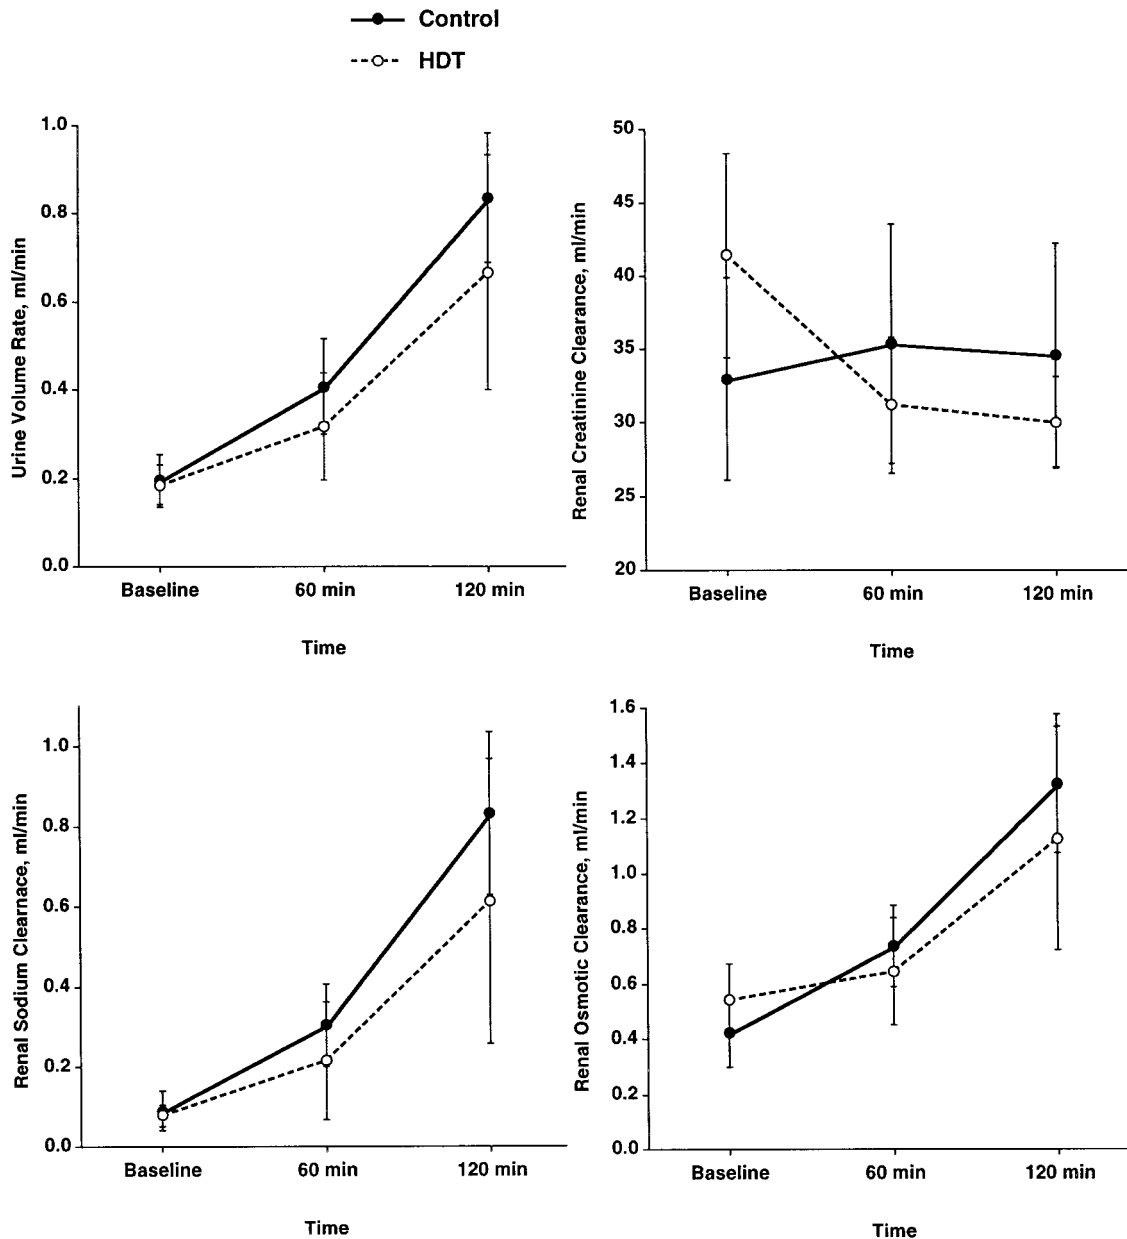 Control
HDT
1.0
0.8
0.6
0.4
0.2
0.0
Urine Volume Rate, ml/min
Baseline 60 min 120 min
Time
50
45
40
35
30
25
20
Renal Creatinine Clearance, ml/min
Baseline 60 min 120 min
Time
1.0
0.8
0.6
0.4
0.2
0.0
Renal Sodium Clearnace, ml/min
Baseline 60 min 120 min
Time
1.6
1.4
1.2
1.0
0.8
0.6
0.4
0.2
0.0
Renal Osmotic Clearance, ml/min
Baseline 60 min 120 min
Time